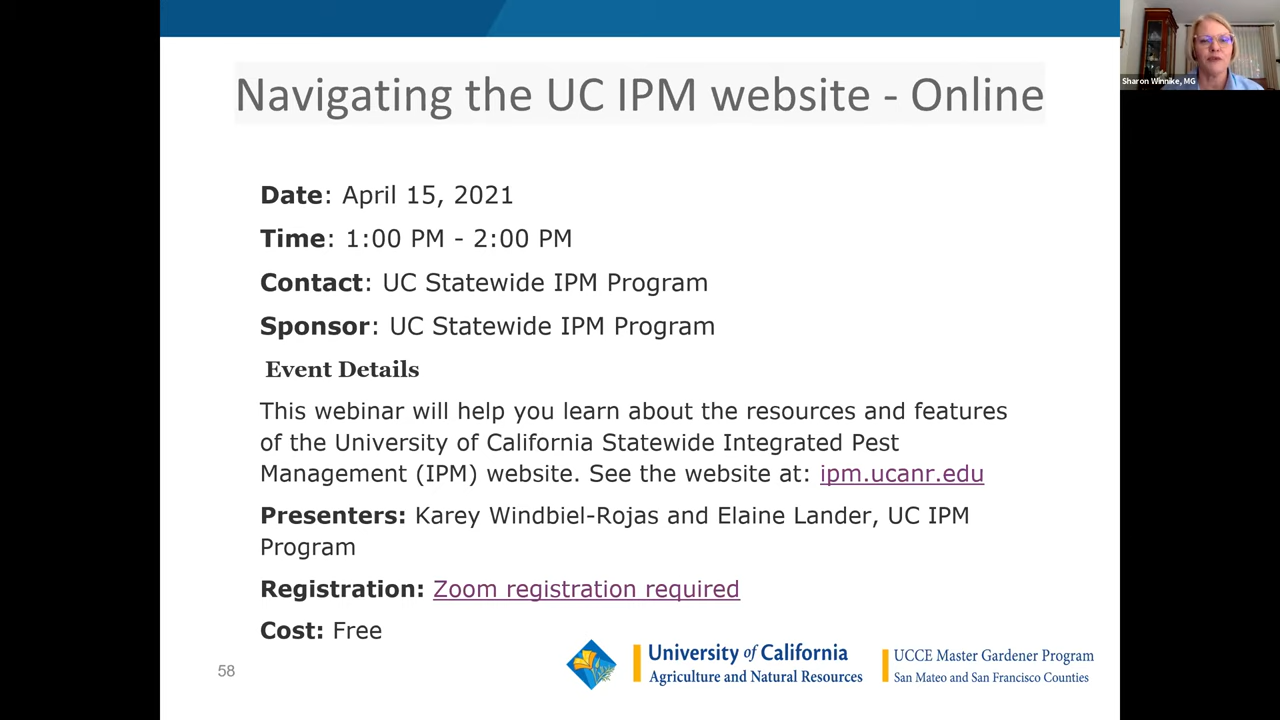 Navigating the UC IPM website - Online
Sharon Winnike, MG
Date: April 15, 2021
Time: 1:00 PM - 2:00 PM
Contact: UC Statewide IPM Program
Sponsor: UC Statewide IPM Program
Event Details
This webinar will help you learn about the resources and features
of the University of California Statewide Integrated Pest
Management (IPM) website. See the website at: ipm.ucanr.edu
Presenters: Karey Windbiel-Rojas and Elaine Lander, UC IPM
Program
Registration: Zoom registration required
Cost: Free
58
University of California
Agriculture and Natural Resources
UCCE Master Gardener Program
San Mateo and San Francisco Counties